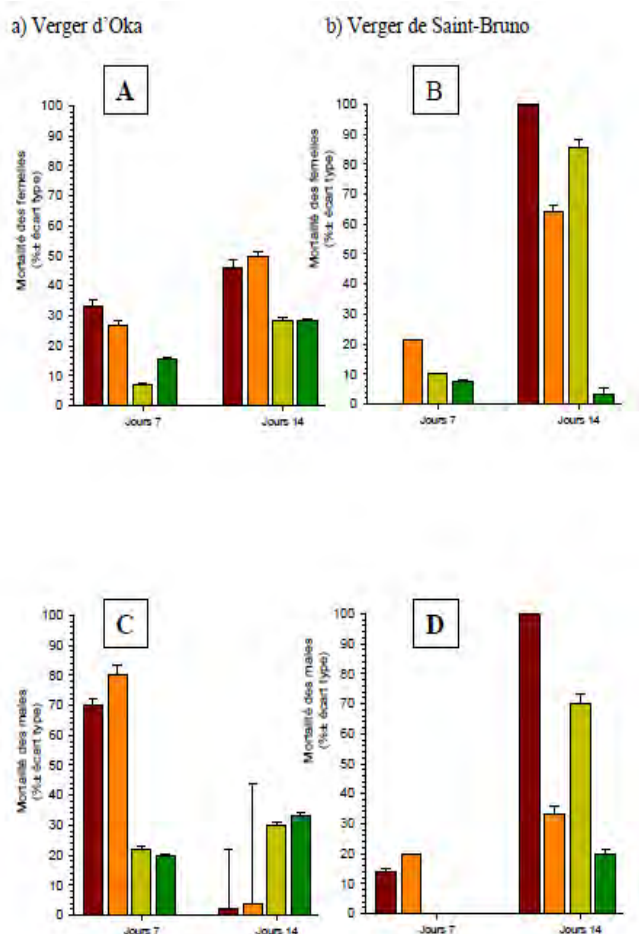 a) Verger d'Oka
b) Verger de Saint-Bruno
A
Mortalité des femelles
(%± écart type)
100
90
80
70
60
50
40
30
20
10
0
Jours 7
Jours 14
B
Mortalité des femelles
(%± écart type)
100
90
80
70
60
50
40
30
20
10
0
Jours 7
Jours 14
C
Mortalité des males
(%± écart type)
100
90
80
70
60
50
40
30
20
10
0
Jours 7
Jours 14
D
Mortalité des males
(%± écart type)
100
90
80
70
60
50
40
30
20
10
0
Jours 7
Jours 14